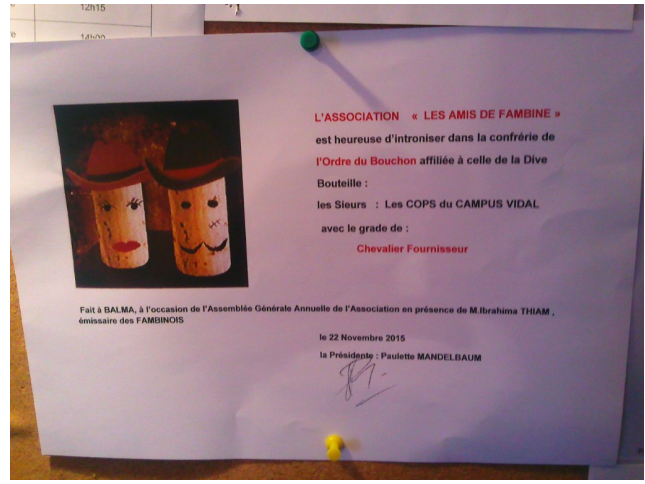 12h15
14h00
L'ASSOCIATION « LES AMIS DE FAMBINE »
est heureuse d'introniser dans la confrérie de
l'Ordre du Bouchon affiliée à celle de la Dive
Bouteille :
les Sieurs : Les COPS du CAMPUS VIDAL
avec le grade de :
Chevalier Fournisseur
Fait à BALMA, à l'occasion de l'Assemblée Générale Annuelle de l'Association en présence de M.Ibrahima THIAM ,
émissaire des FAMBINOIS
le 22 Novembre 2015
la Présidente : Paulette MANDELBAUM